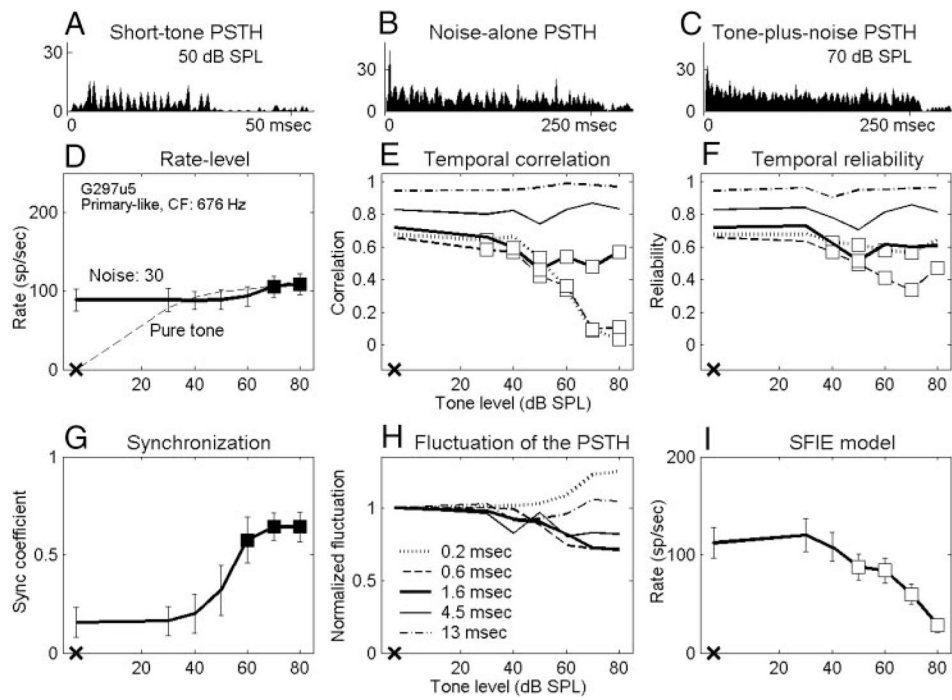 A Short-tone PSTH
50 dB SPL
30
0
0 50 msec
B Noise-alone PSTH
30
0
0 250 msec
C Tone-plus-noise PSTH
70 dB SPL
30
0
0 250 msec
D Rate-level
G297u5
Primary-like, CF: 676 Hz
Noise: 30
Pure tone
Rate (sp/sec)
200
100
0
20 40 60 80
E Temporal correlation
Correlation
1
0.8
0.6
0.4
0.2
0
20 40 60 80
Tone level (dB SPL)
F Temporal reliability
Reliability
1
0.8
0.6
0.4
0.2
0
20 40 60 80
G Synchronization
Sync coefficient
1
0.5
0
20 40 60 80
H Fluctuation of the PSTH
Normalized fluctuation
1
0
0.2 msec
0.6 msec
1.6 msec
4.5 msec
13 msec
20 40 60 80
Tone level (dB SPL)
I SFIE model
Rate (sp/sec)
200
100
0
20 40 60 80